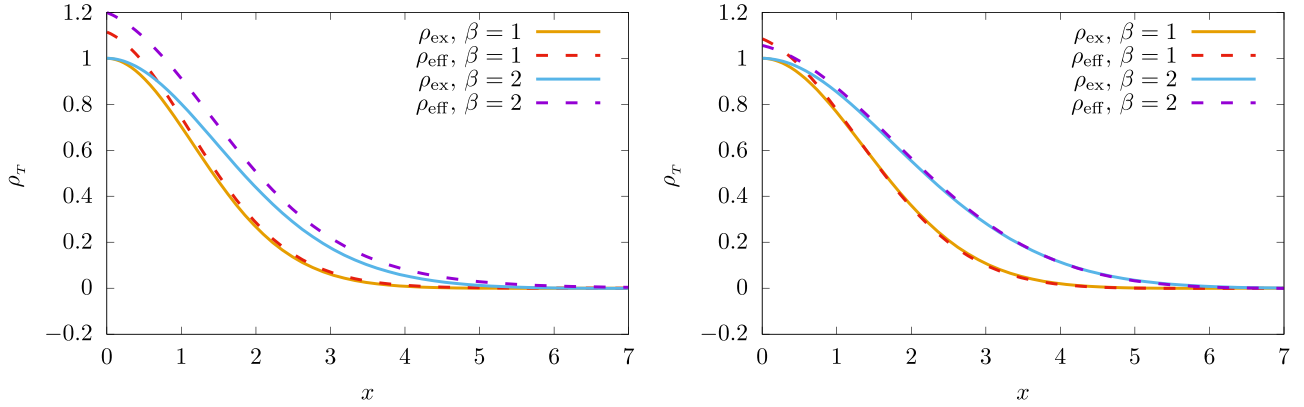 1.2
1
0.8
0.6
0.4
0.2
0
−0.2
ρ_T
0 1 2 3 4 5 6 7
x
ρ_ex, β = 1
ρ_eff, β = 1
ρ_ex, β = 2
ρ_eff, β = 2
1.2
1
0.8
0.6
0.4
0.2
0
−0.2
ρ_T
0 1 2 3 4 5 6 7
x
ρ_ex, β = 1
ρ_eff, β = 1
ρ_ex, β = 2
ρ_eff, β = 2